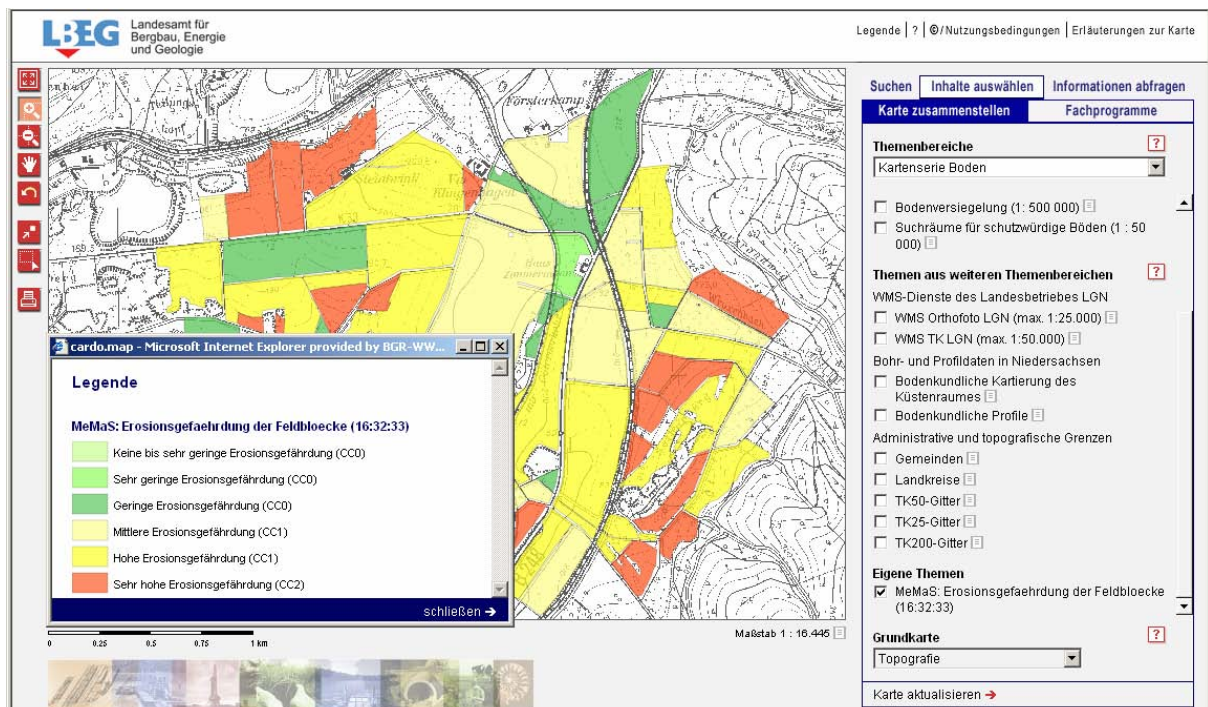 LBEG
Landesamt für
Bergbau, Energie
und Geologie
Legende | ? | ©/Nutzungsbedingungen | Erläuterungen zur Karte
Suchen
Inhalte auswählen
Informationen abfragen
Karte zusammenstellen
Fachprogramme
Themenbereiche
?
Kartenserie Boden
Bodenversiegelung (1: 500 000)
Suchräume für schutzwürdige Böden (1 : 50
000)
Themen aus weiteren Themenbereichen
?
WMS-Dienste des Landesbetriebes LGN
WMS Orthofoto LGN (max. 1:25.000)
WMS TK LGN (max. 1:50.000)
Bohr- und Profildaten in Niedersachsen
Bodenkundliche Kartierung des
Küstenraumes
Bodenkundliche Profile
Administrative und topografische Grenzen
Gemeinden
Landkreise
TK50-Gitter
TK25-Gitter
TK200-Gitter
Eigene Themen
MeMaS: Erosionsgefaehrdung der Feldbloecke
(16:32:33)
Grundkarte
?
Topografie
Karte aktualisieren
Försterkamp
Steinbrink
B 248
cardo.map - Microsoft Internet Explorer provided by BGR-WW...
Legende
MeMaS: Erosionsgefaehrdung der Feldbloecke (16:32:33)
Keine bis sehr geringe Erosionsgefährdung (CC0)
Sehr geringe Erosionsgefährdung (CC0)
Geringe Erosionsgefährdung (CC0)
Mittlere Erosionsgefährdung (CC1)
Hohe Erosionsgefährdung (CC1)
Sehr hohe Erosionsgefährdung (CC2)
schließen
0 0.25 0.5 0.75 1 km
Maßstab 1 : 16.445